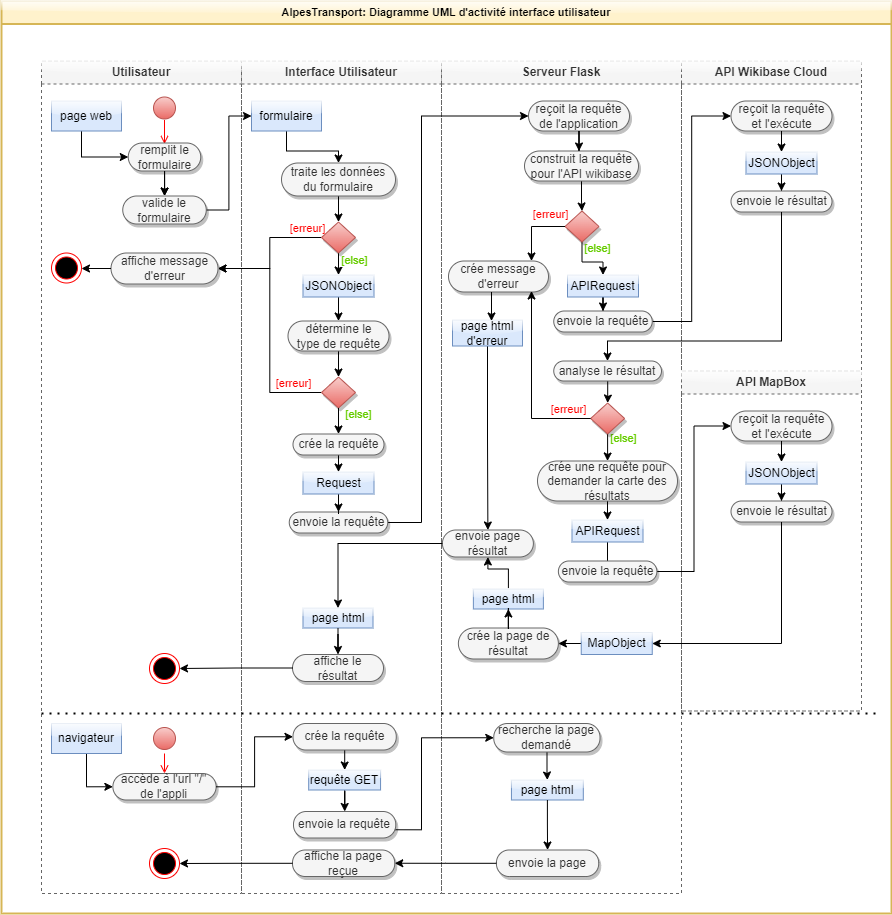 AlpesTransport: Diagramme UML d'activité interface utilisateur
Utilisateur
Interface Utilisateur
Serveur Flask
API Wikibase Cloud
page web
remplit le
formulaire
valide le
formulaire
affiche message
d'erreur
formulaire
traite les données
du formulaire
[erreur]
[else]
JSONObject
détermine le
type de requête
[erreur]
[else]
crée la requête
Request
envoie la requête
page html
affiche le
résultat
reçoit la requête
de l'application
construit la requête
pour l'API wikibase
[erreur]
[else]
crée message
d'erreur
page html
d'erreur
APIRequest
envoie la requête
analyse le résultat
[erreur]
[else]
crée une requête pour
demander la carte des
résultats
APIRequest
envoie la requête
envoie page
résultat
page html
crée la page de
résultat
MapObject
reçoit la requête
et l'exécute
JSONObject
envoie le résultat
API MapBox
reçoit la requête
et l'exécute
JSONObject
envoie le résultat
navigateur
accède à l'url "/"
de l'appli
crée la requête
requête GET
envoie la requête
affiche la page
reçue
recherche la page
demandé
page html
envoie la page